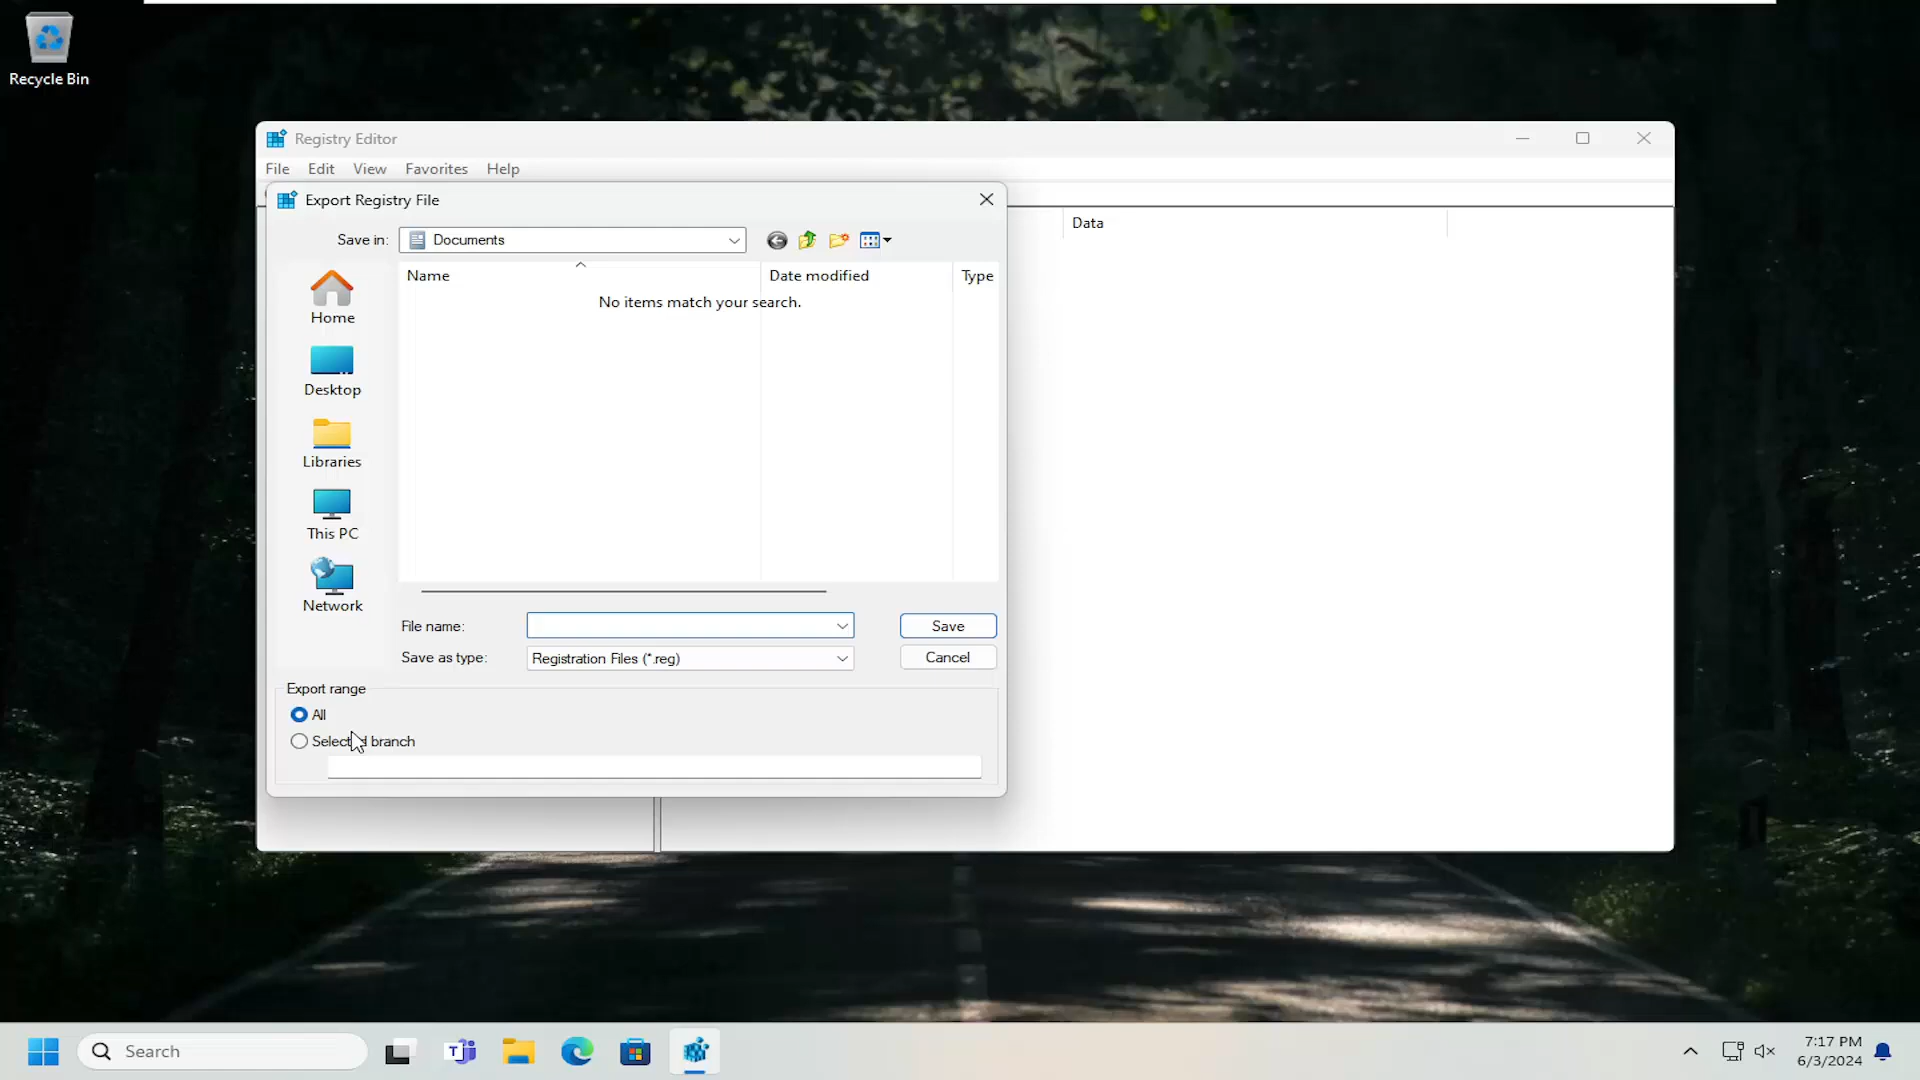 Recycle Bin
Registry Editor
File Edit View Favorites Help
Export Registry File
Data
Save in: Documents
Name Date modified Type
No items match your search.
Home
Desktop
Libraries
This PC
Network
File name: Save
Save as type: Registration Files (*.reg) Cancel
Export range
All
Selected branch
Search
7:17 PM
6/3/2024